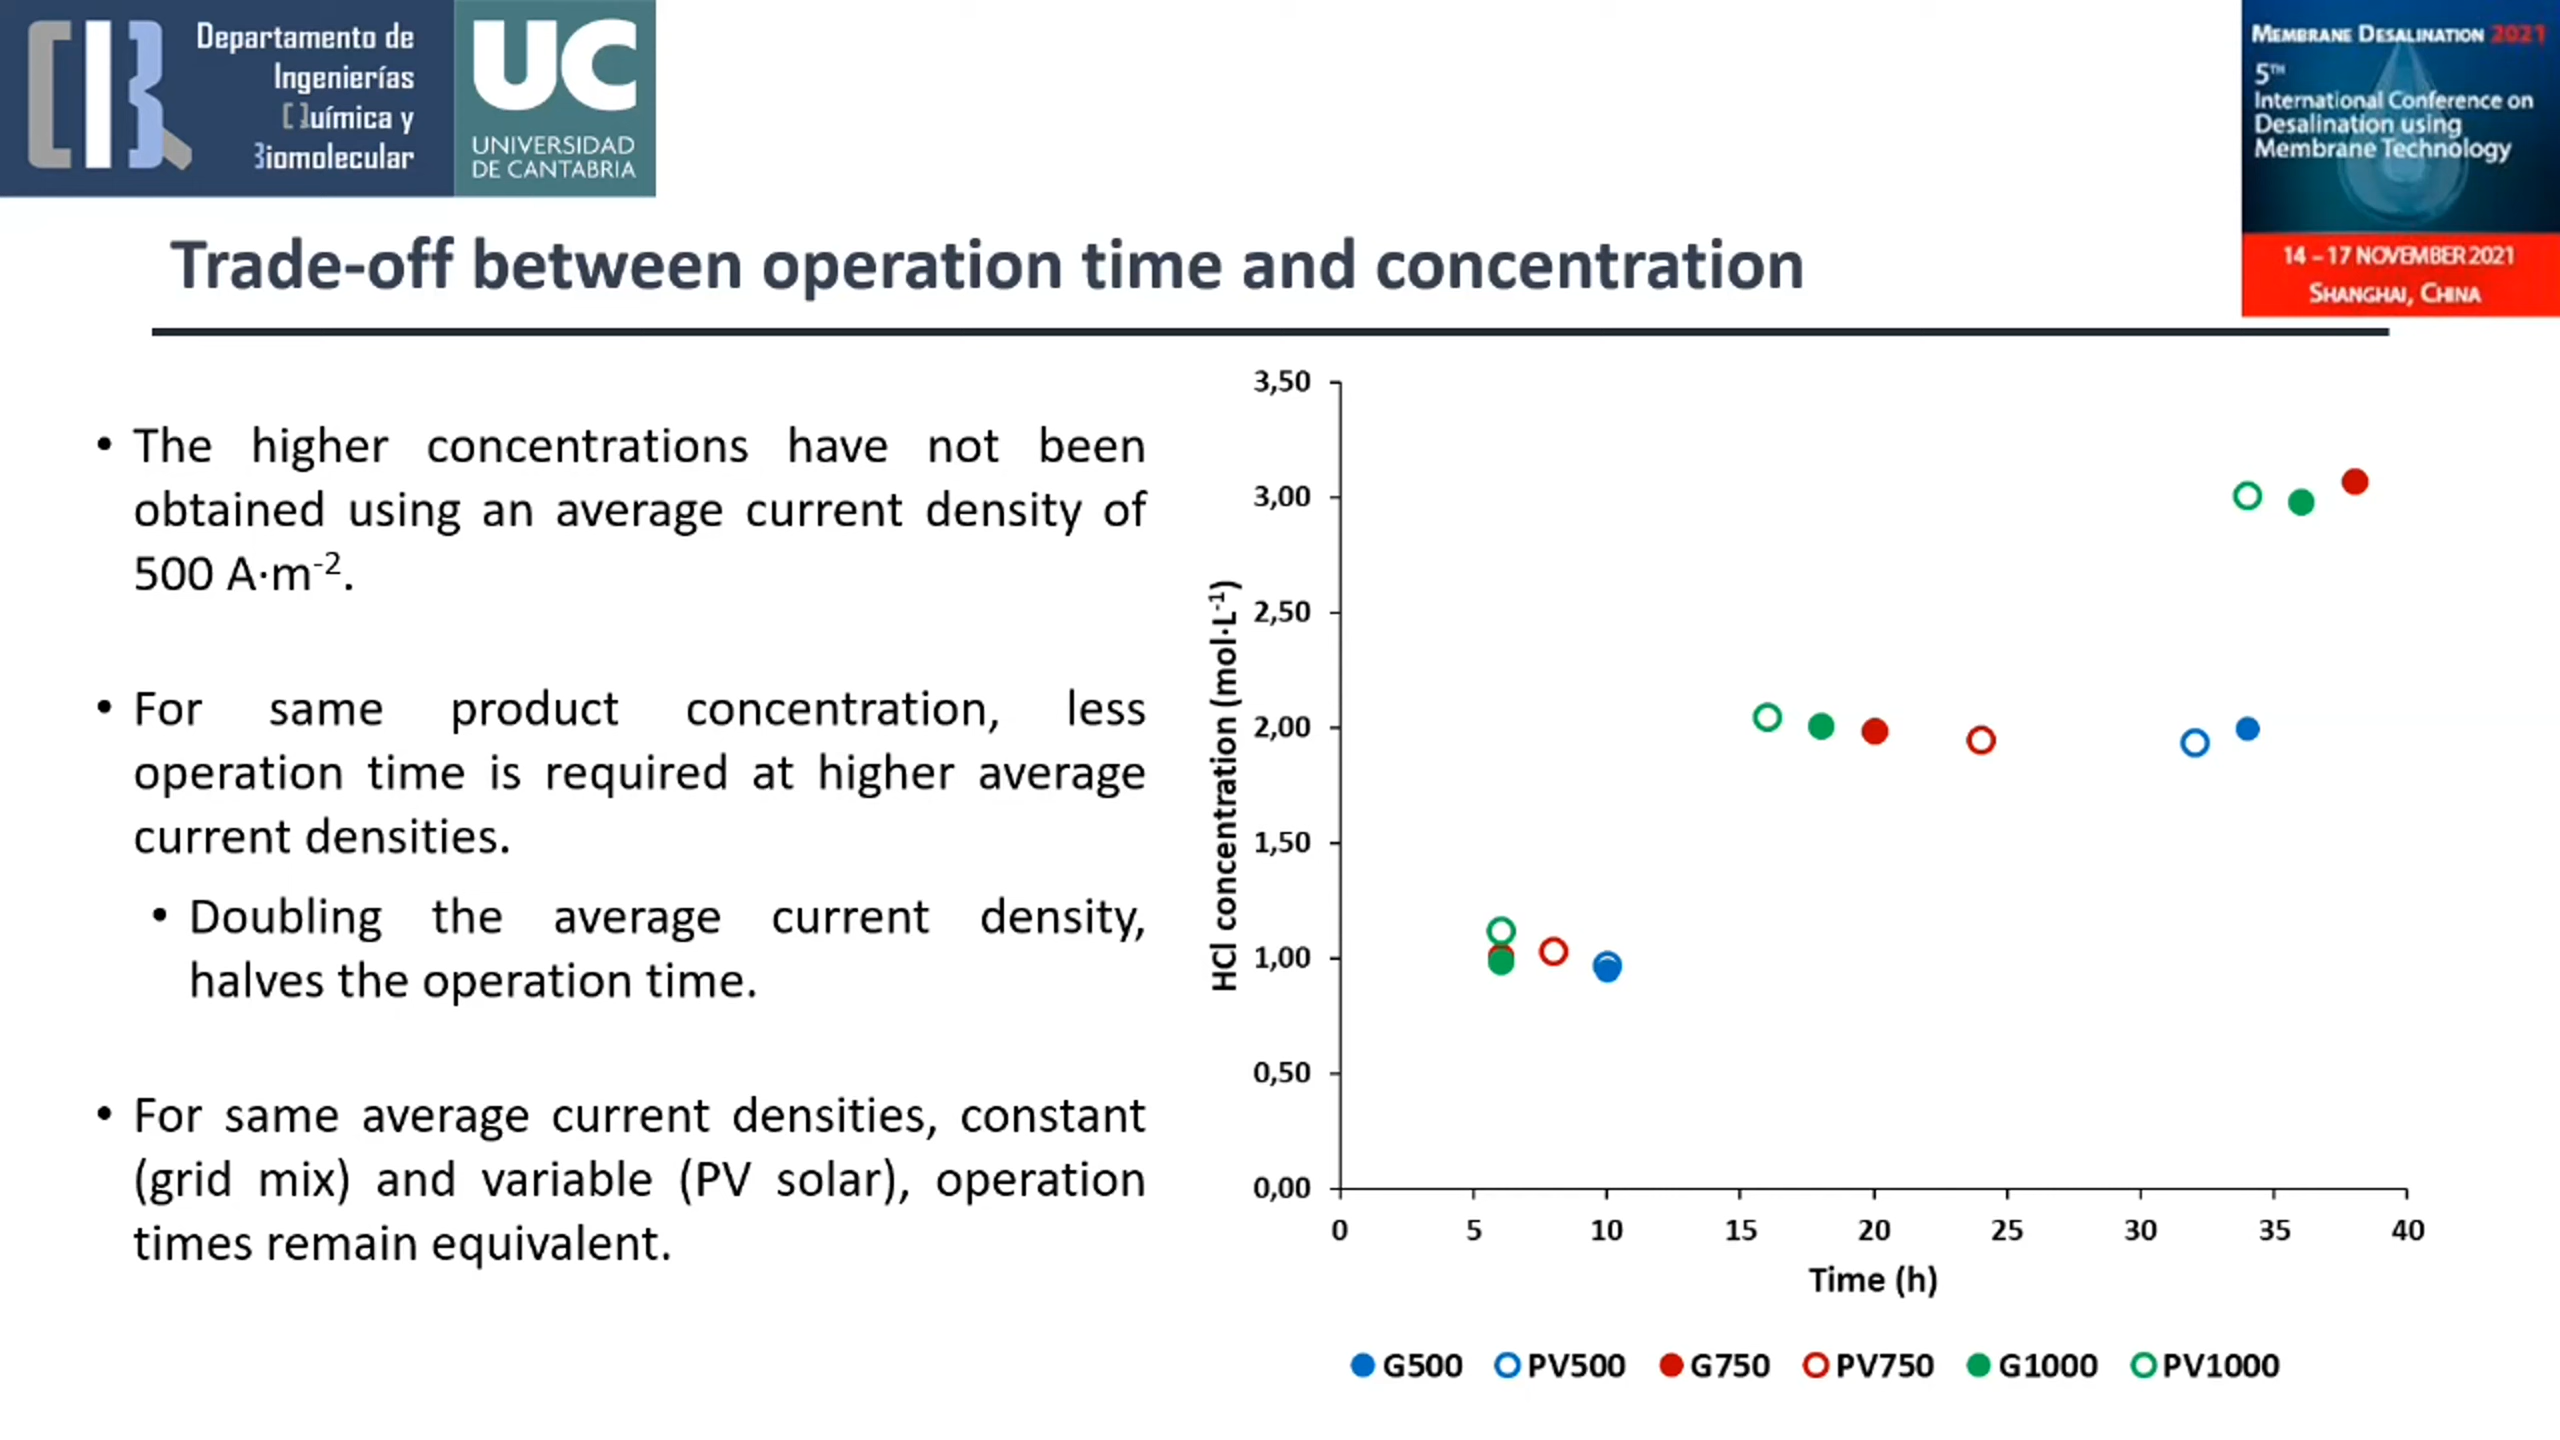 Departamento de
Ingenierías
Química y
Biomolecular
UC
UNIVERSIDAD
DE CANTABRIA
MEMBRANE DESALINATION 2021
5TH
International Conference on
Desalination using
Membrane Technology
14 – 17 NOVEMBER 2021
SHANGHAI, CHINA
Trade-off between operation time and concentration
• The higher concentrations have not been
obtained using an average current density of
500 A·m⁻².
• For same product concentration, less
operation time is required at higher average
current densities.
• Doubling the average current density,
halves the operation time.
• For same average current densities, constant
(grid mix) and variable (PV solar), operation
times remain equivalent.
HCl concentration (mol·L⁻¹)
3,50
3,00
2,50
2,00
1,50
1,00
0,50
0,00
0 5 10 15 20 25 30 35 40
Time (h)
G500 PV500 G750 PV750 G1000 PV1000